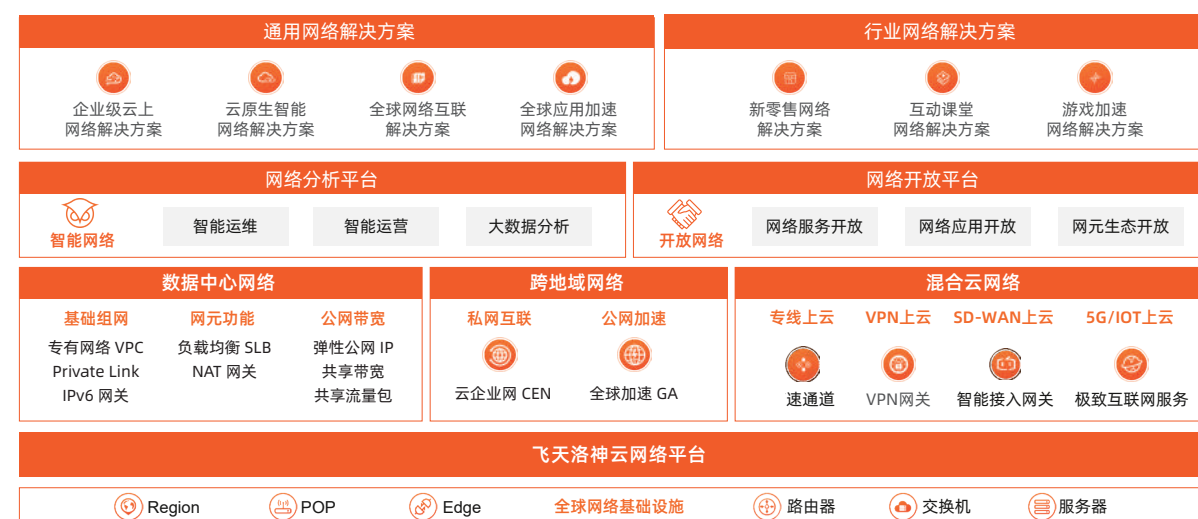 通用网络解决方案
企业级云上
网络解决方案
云原生智能
网络解决方案
全球网络互联
解决方案
全球应用加速
网络解决方案
行业网络解决方案
新零售网络
解决方案
互动课堂
网络解决方案
游戏加速
网络解决方案
网络分析平台
智能网络
智能运维
智能运营
大数据分析
网络开放平台
开放网络
网络服务开放
网络应用开放
网元生态开放
数据中心网络
基础组网
专有网络 VPC
Private Link
IPv6 网关
网元功能
负载均衡 SLB
NAT 网关
公网带宽
弹性公网 IP
共享带宽
共享流量包
跨地域网络
私网互联
云企业网 CEN
公网加速
全球加速 GA
混合云网络
专线上云
速通道
VPN上云
VPN网关
SD-WAN上云
智能接入网关
5G/IOT上云
极致互联网服务
飞天洛神云网络平台
Region
POP
Edge
全球网络基础设施
路由器
交换机
服务器